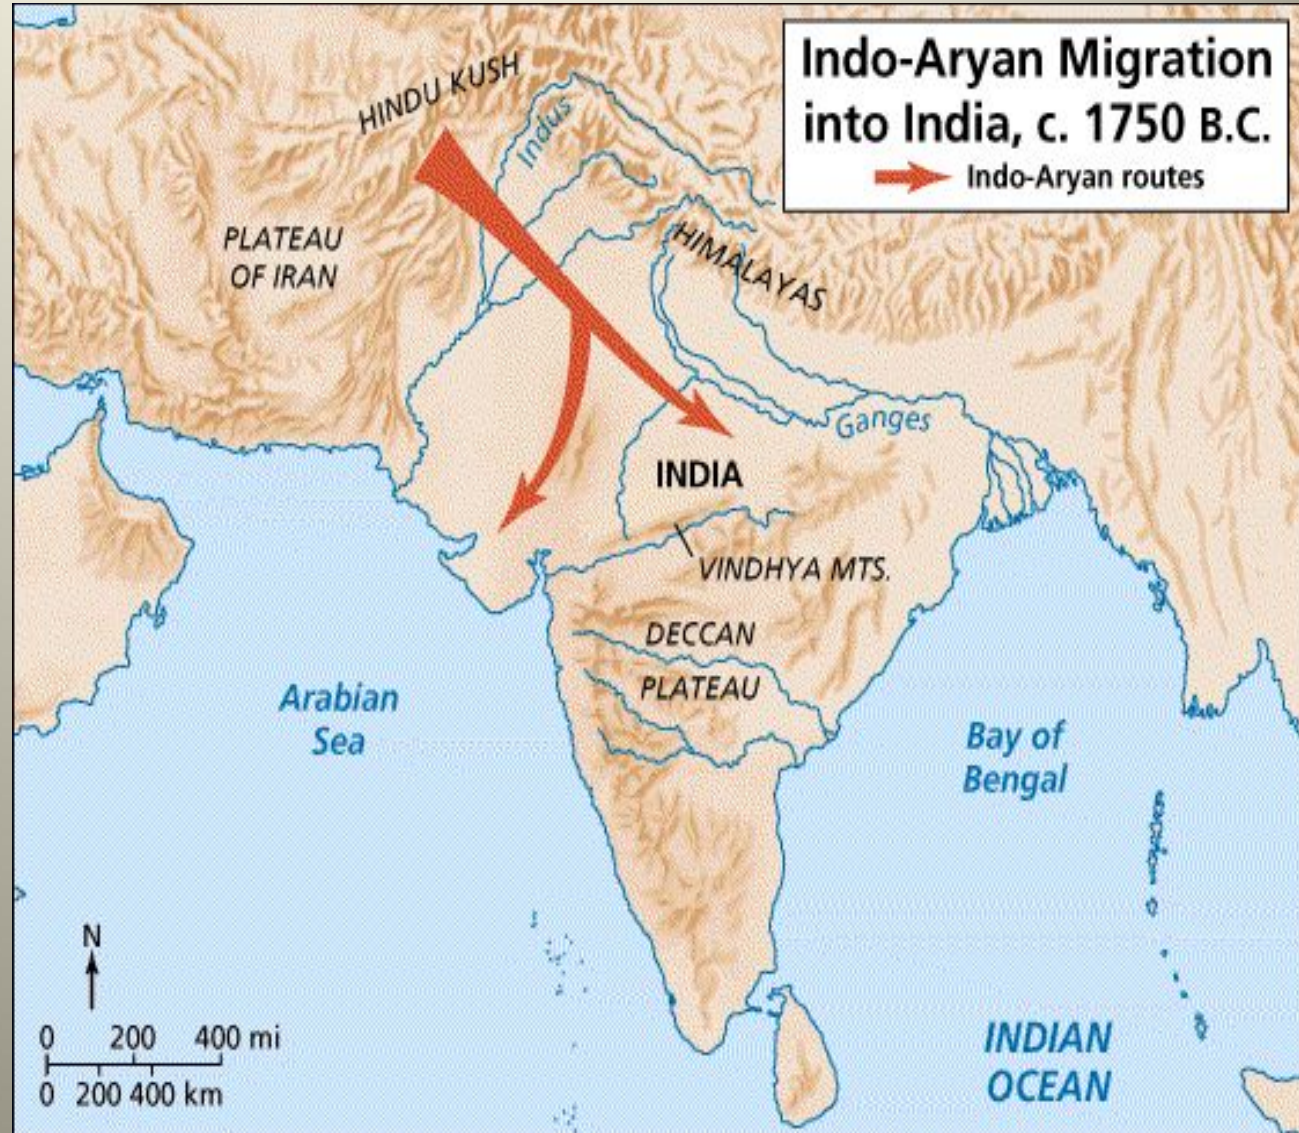 Indo-Aryan Migration
into India, c. 1750 B.C.
Indo-Aryan routes
HINDU KUSH
Indus
PLATEAU
OF IRAN
HIMALAYAS
Ganges
INDIA
VINDHYA MTS.
DECCAN
PLATEAU
Arabian
Sea
Bay of
Bengal
N
0 200 400 mi
0 200 400 km
INDIAN
OCEAN